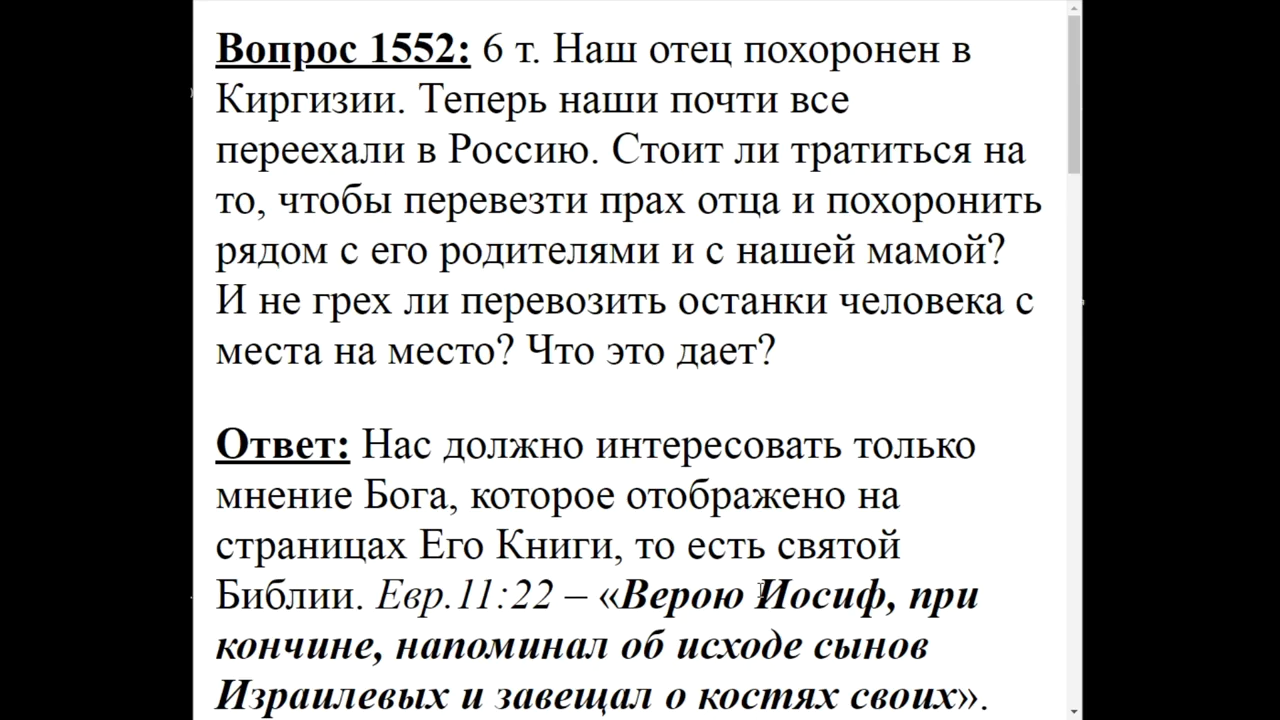 Вопрос 1552: 6 т. Наш отец похоронен в
Киргизии. Теперь наши почти все
переехали в Россию. Стоит ли тратиться на
то, чтобы перевезти прах отца и похоронить
рядом с его родителями и с нашей мамой?
И не грех ли перевозить останки человека с
места на место? Что это дает?
Ответ: Нас должно интересовать только
мнение Бога, которое отображено на
страницах Его Книги, то есть святой
Библии. Евр.11:22 – «Верою Иосиф, при
кончине, напоминал об исходе сынов
Израилевых и завещал о костях своих».